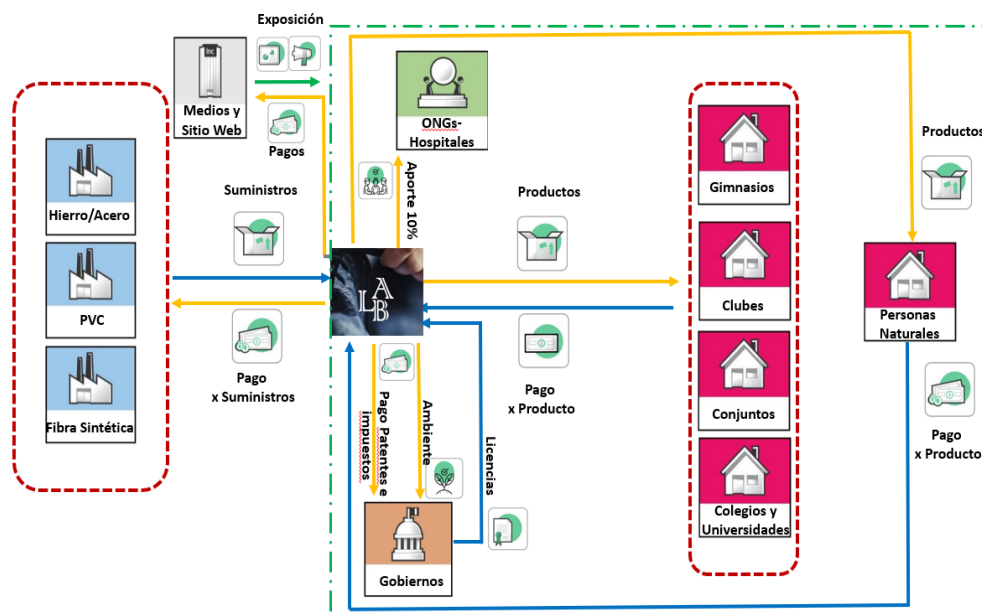 Exposición
Inc
Medios y
Sitio Web
Pagos
ONGs-
Hospitales
Aporte 10%
Hierro/Acero
PVC
Fibra Sintética
Suministros
Pago
x Suministros
LAB
Productos
Pago
x Producto
Gimnasios
Clubes
Conjuntos
Colegios y
Universidades
Productos
Personas
Naturales
Pago
x Producto
Pago Patentes e
impuestos
Ambiente
Licencias
Gobiernos